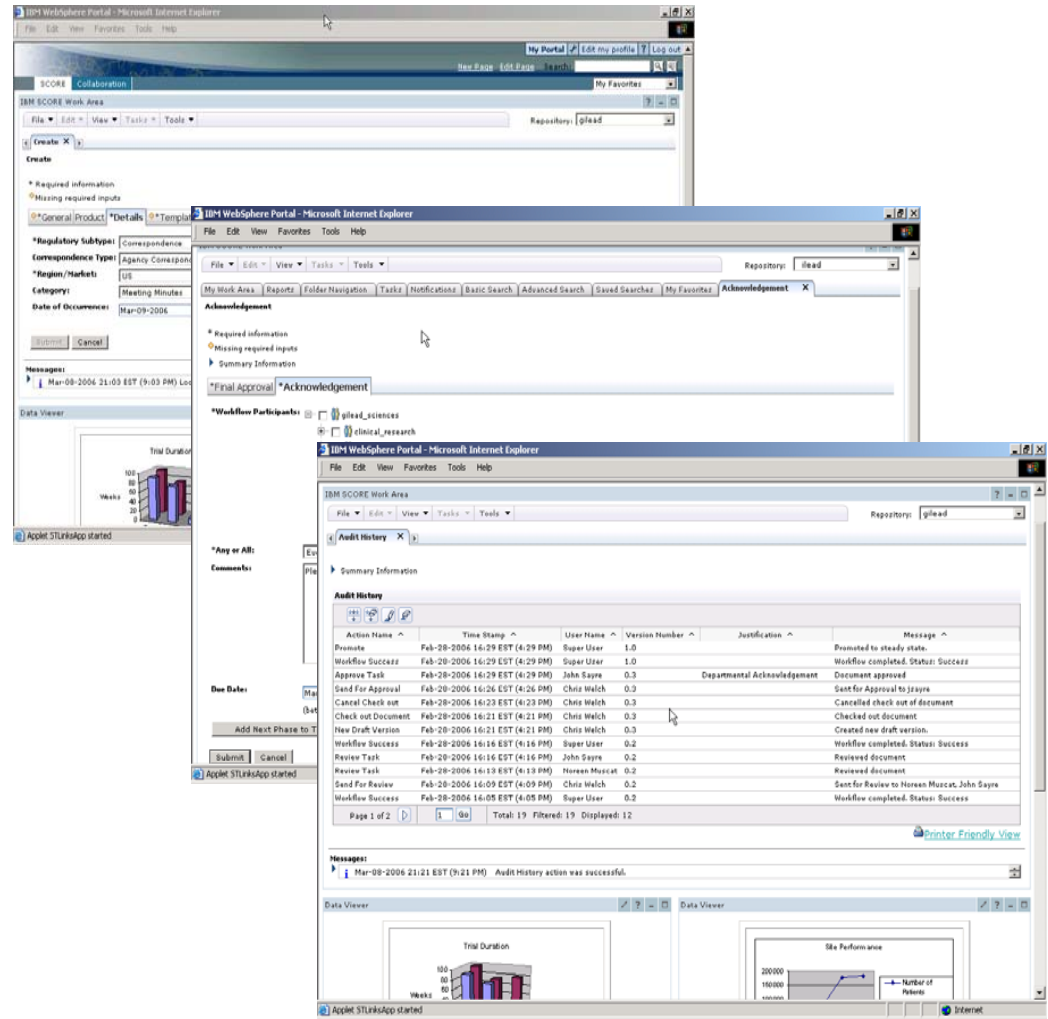 IBM WebSphere Portal - Microsoft Internet Explorer
File Edit View Favorites Tools Help
My Portal Edit my profile ? Log out
New Page Edit Page Search:
SCORE Collaboration My Favorites
IBM SCORE Work Area
File Edit View Tasks Tools Repository: gilead
Create X
Create
* Required information
*Missing required inputs
*General Product *Details
*Regulatory Subtype: Correspondence
Correspondence Type:
*Region/Market: US
Category: Meeting Minutes
Date of Occurrence: Mar-09-2006
Submit Cancel
Messages:
i Mar-08-2006 21:03 EST (9:03 PM)
Data Viewer
Weeks
100
80
60
40
20
0
Applet STLinksApp started
IBM WebSphere Portal - Microsoft Internet Explorer
File Edit View Favorites Tools Help
File Edit View Tasks Tools Repository: ilead
My Work Area Reports Folder Navigation Tasks Notifications Basic Search Advanced Search Saved Searches My Favorites Acknowledgement X
Acknowledgement
* Required information
*Missing required inputs
Summary Information
*Final Approval *Acknowledgement
*Workflow Participants: gilead_sciences
clinical_research
*Any or All:
Comments:
Due Date:
Add Next Phase to
Submit Cancel
Applet STLinksApp started
IBM WebSphere Portal - Microsoft Internet Explorer
File Edit View Favorites Tools Help
IBM SCORE Work Area
File Edit View Tasks Tools Repository: gilead
Audit History X
Summary Information
Audit History
Action Name Time Stamp User Name Version Number Justification Message
Promote Feb-28-2006 16:29 EST (4:29 PM) Super User 1.0 Promoted to steady state.
Workflow Success Feb-28-2006 16:29 EST (4:29 PM) Super User 1.0 Workflow completed. Status: Success
Approve Task Feb-28-2006 16:29 EST (4:29 PM) John Sayre 0.3 Departmental Acknowledgement Document approved
Send For Approval Feb-28-2006 16:26 EST (4:26 PM) Chris Welch 0.3 Sent for Approval to jsayre
Cancel Check out Feb-28-2006 16:23 EST (4:23 PM) Chris Welch 0.3 Cancelled check out of document
Check out Document Feb-28-2006 16:21 EST (4:21 PM) Chris Welch 0.3 Checked out document
New Draft Version Feb-28-2006 16:21 EST (4:21 PM) Chris Welch 0.3 Created new draft version.
Workflow Success Feb-28-2006 16:16 EST (4:16 PM) Super User 0.2 Workflow completed. Status: Success
Review Task Feb-28-2006 16:16 EST (4:16 PM) John Sayre 0.2 Reviewed document
Review Task Feb-28-2006 16:13 EST (4:13 PM) Noreen Muscat 0.2 Reviewed document
Send For Review Feb-28-2006 16:09 EST (4:09 PM) Chris Welch 0.2 Sent for Review to Noreen Muscat, John Sayre
Workflow Success Feb-28-2006 16:05 EST (4:05 PM) Super User 0.2 Workflow completed. Status: Success
Page 1 of 2 1 Go Total: 19 Filtered: 19 Displayed: 12
Printer Friendly View
Messages:
i Mar-08-2006 21:21 EST (9:21 PM) Audit History action was successful.
Data Viewer Data Viewer
Trial Duration
Weeks
100
80
60
40
Site Performance
200000
150000
Number of
Patients
Applet STLinksApp started Internet